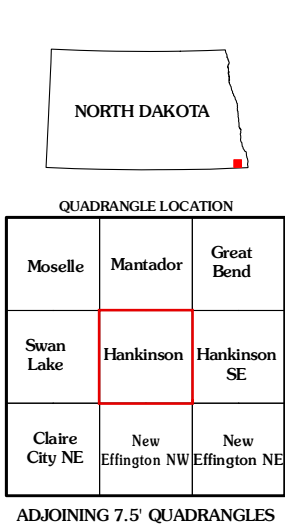 NORTH DAKOTA
QUADRANGLE LOCATION
Moselle
Mantador
Great
Bend
Swan
Lake
Hankinson
Hankinson
SE
Claire
City NE
New
Effington NW
New
Effington NE
ADJOINING 7.5' QUADRANGLES